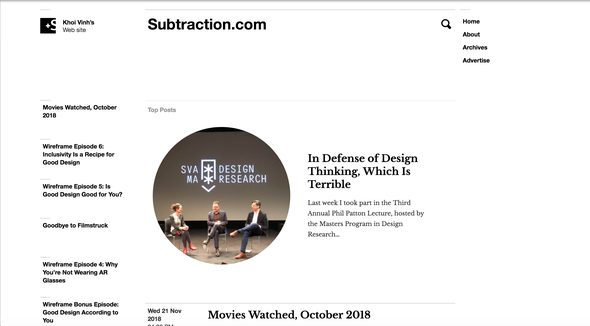 Khoi Vinh's
Web site
Subtraction.com
Home
About
Archives
Advertise
Movies Watched, October
2018
Wireframe Episode 6:
Inclusivity Is a Recipe for
Good Design
Wireframe Episode 5: Is
Good Design Good for You?
Goodbye to Filmstruck
Wireframe Episode 4: Why
You're Not Wearing AR
Glasses
Wireframe Bonus Episode:
Good Design According to
You
Top Posts
SVA DESIGN
MA RESEARCH
In Defense of Design
Thinking, Which Is
Terrible
Last week I took part in the Third
Annual Phil Patton Lecture, hosted by
the Masters Program in Design
Research…
Wed 21 Nov
2018
Movies Watched, October 2018